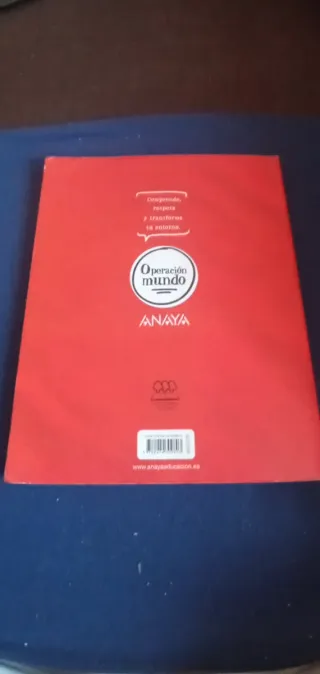 Comprende,
respeta
y transforma
tu entorno
Operación
mundo
ANAYA
www.anayaeducacion.es